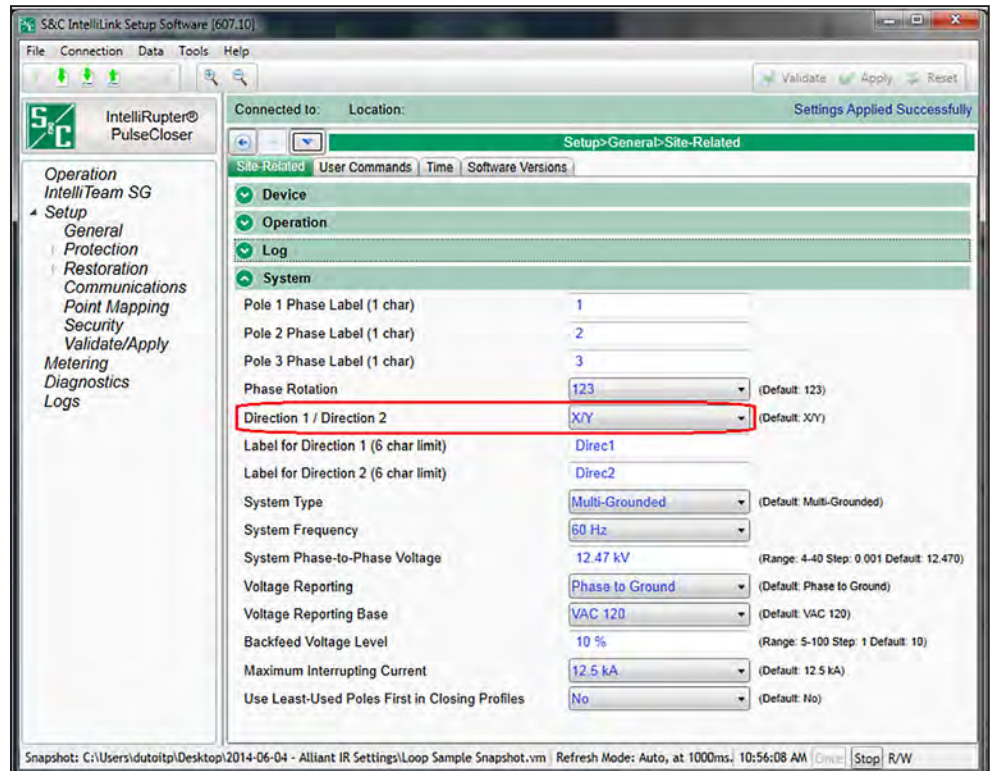 S&C IntelliLink Setup Software [607.10]
File Connection Data Tools Help
Validate Apply Reset
S&C
IntelliRupter®
PulseCloser
Connected to: Location: Settings Applied Successfully
Setup>General>Site-Related
Site-Related User Commands Time Software Versions
Operation
IntelliTeam SG
Setup
General
Protection
Restoration
Communications
Point Mapping
Security
Validate/Apply
Metering
Diagnostics
Logs
Device
Operation
Log
System
Pole 1 Phase Label (1 char) 1
Pole 2 Phase Label (1 char) 2
Pole 3 Phase Label (1 char) 3
Phase Rotation 123 (Default: 123)
Direction 1 / Direction 2 X/Y (Default: X/Y)
Label for Direction 1 (6 char limit) Direc1
Label for Direction 2 (6 char limit) Direc2
System Type Multi-Grounded (Default: Multi-Grounded)
System Frequency 60 Hz
System Phase-to-Phase Voltage 12.47 kV (Range: 4-40 Step: 0.001 Default: 12.470)
Voltage Reporting Phase to Ground (Default: Phase to Ground)
Voltage Reporting Base VAC 120 (Default: VAC 120)
Backfeed Voltage Level 10 % (Range: 5-100 Step: 1 Default: 10)
Maximum Interrupting Current 12.5 kA (Default: 12.5 kA)
Use Least-Used Poles First in Closing Profiles No (Default: No)
Snapshot: C:\Users\dutoitp\Desktop\2014-06-04 - Alliant IR Settings\Loop Sample Snapshot.vm Refresh Mode: Auto, at 1000ms. 10:56:08 AM Once Stop R/W